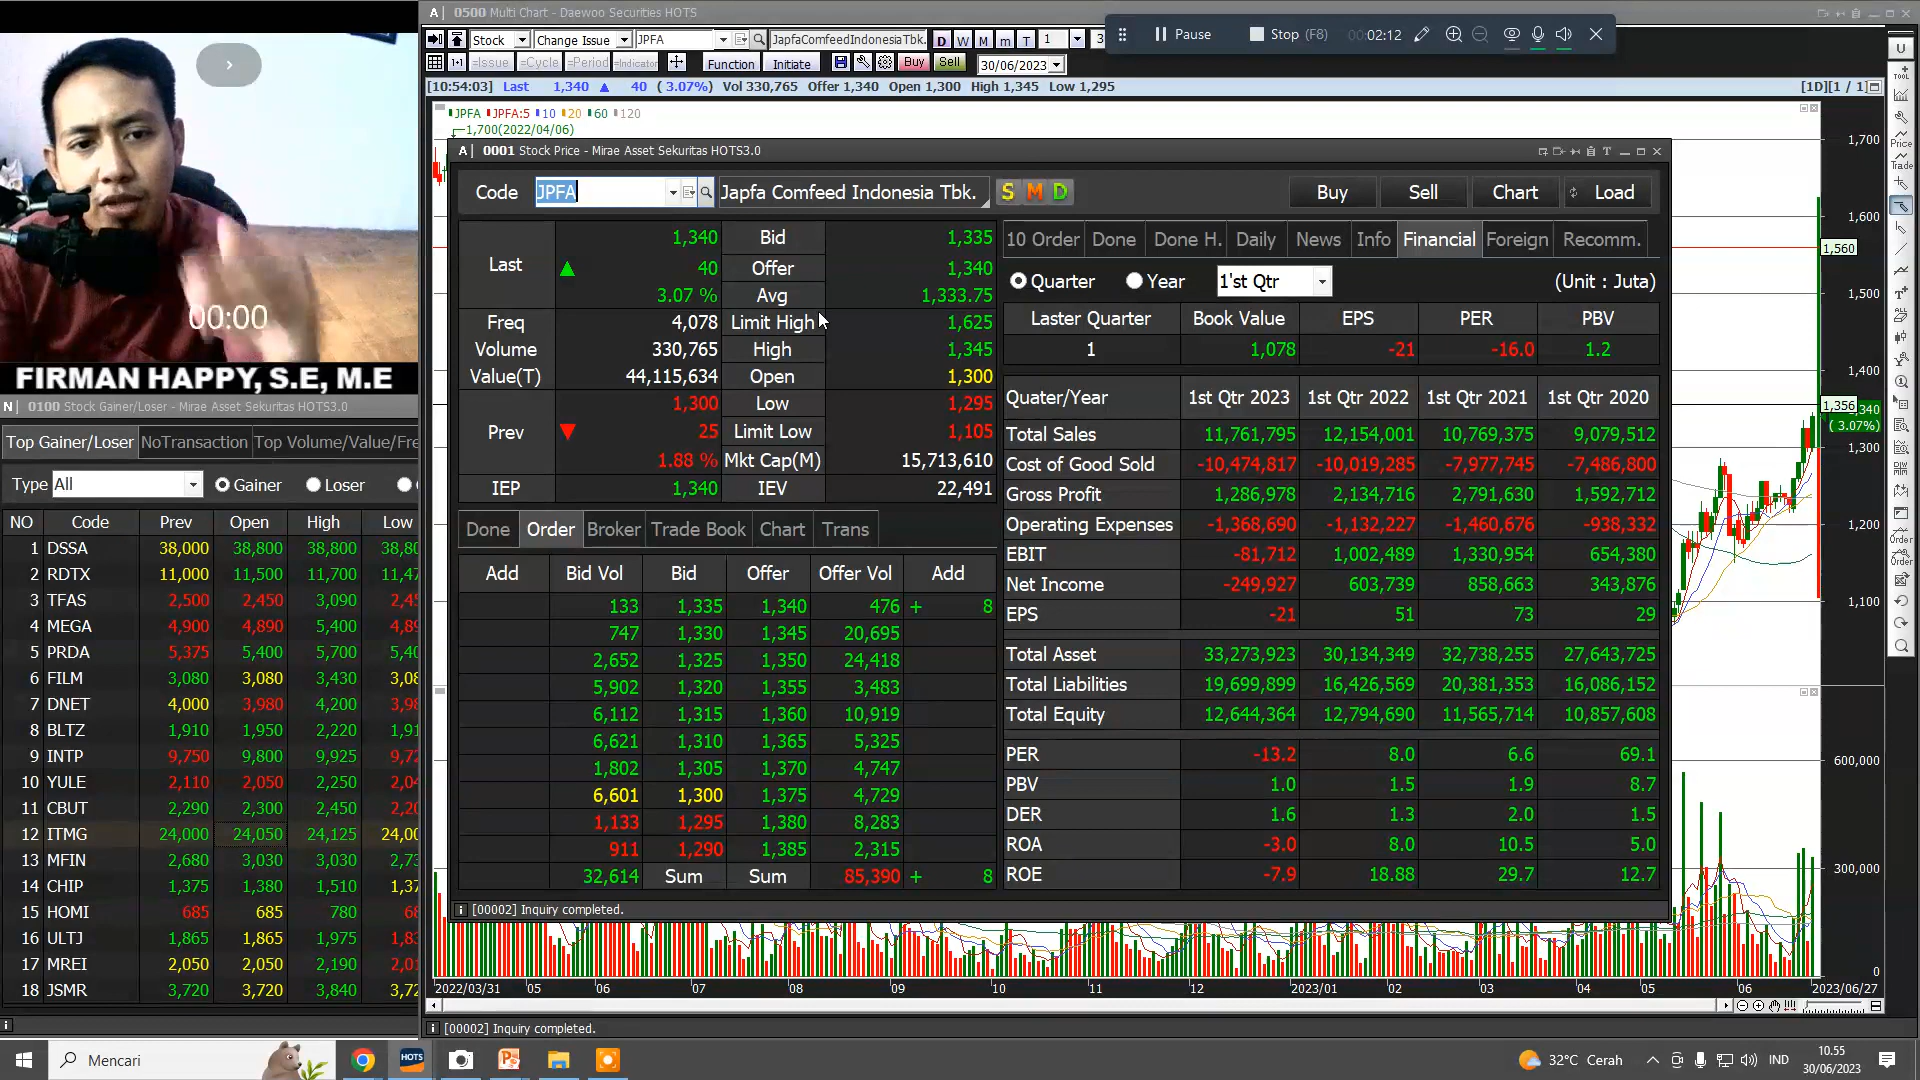 A 0500 Multi Chart - Daewoo Securities HOTS
Stock Change Issue JPFA JapfaComfeedIndonesiaTbk. D W M m T 1
Pause Stop (F8) 00:02:12
=Issue =Cycle =Period =Indicator Function Initiate Buy Sell 30/06/2023
[10:54:03] Last 1,340 ▲ 40 ( 3.07%) Vol 330,765 Offer 1,340 Open 1,300 High 1,345 Low 1,295 [1D][1 / 1]
JPFA JPFA:5 10 20 60 120
1,700(2022/04/06)
1,700
1,600
1,560
1,500
1,400
1,356
( 3.07%)
1,300
1,200
1,100
600,000
300,000
0
A 0001 Stock Price - Mirae Asset Sekuritas HOTS3.0
Code JPFA Japfa Comfeed Indonesia Tbk. S M D Buy Sell Chart Load
Last 1,340 Bid 1,335
▲ 40 Offer 1,340
3.07 % Avg 1,333.75
Freq 4,078 Limit High 1,625
Volume 330,765 High 1,345
Value(T) 44,115,634 Open 1,300
Prev 1,300 Low 1,295
▼ 25 Limit Low 1,105
1.88 % Mkt Cap(M) 15,713,610
IEP 1,340 IEV 22,491
Done Order Broker Trade Book Chart Trans
Add Bid Vol Bid Offer Offer Vol Add
133 1,335 1,340 476 + 8
747 1,330 1,345 20,695
2,652 1,325 1,350 24,418
5,902 1,320 1,355 3,483
6,112 1,315 1,360 10,919
6,621 1,310 1,365 5,325
1,802 1,305 1,370 4,747
6,601 1,300 1,375 4,729
1,133 1,295 1,380 8,283
911 1,290 1,385 2,315
32,614 Sum Sum 85,390 + 8
10 Order Done Done H. Daily News Info Financial Foreign Recomm.
Quarter Year 1'st Qtr (Unit : Juta)
Laster Quarter Book Value EPS PER PBV
1 1,078 -21 -16.0 1.2
Quater/Year 1st Qtr 2023 1st Qtr 2022 1st Qtr 2021 1st Qtr 2020
Total Sales 11,761,795 12,154,001 10,769,375 9,079,512
Cost of Good Sold -10,474,817 -10,019,285 -7,977,745 -7,486,800
Gross Profit 1,286,978 2,134,716 2,791,630 1,592,712
Operating Expenses -1,368,690 -1,132,227 -1,460,676 -938,332
EBIT -81,712 1,002,489 1,330,954 654,380
Net Income -249,927 603,739 858,663 343,876
EPS -21 51 73 29
Total Asset 33,273,923 30,134,349 32,738,255 27,643,725
Total Liabilities 19,699,899 16,426,569 20,381,353 16,086,152
Total Equity 12,644,364 12,794,690 11,565,714 10,857,608
PER -13.2 8.0 6.6 69.1
PBV 1.0 1.5 1.9 8.7
DER 1.6 1.3 2.0 1.5
ROA -3.0 8.0 10.5 5.0
ROE -7.9 18.88 29.7 12.7
[00002] Inquiry completed.
2022/03/31 05 06 07 08 09 10 11 12 2023/01 02 03 04 05 06 2023/06/27
[00002] Inquiry completed.
00:00
FIRMAN HAPPY, S.E, M.E
N 0100 Stock Gainer/Loser - Mirae Asset Sekuritas HOTS3.0
Top Gainer/Loser NoTransaction Top Volume/Value/Fre
Type All Gainer Loser
NO Code Prev Open High Low
1 DSSA 38,000 38,800 38,800 38,80
2 RDTX 11,000 11,500 11,700 11,47
3 TFAS 2,500 2,450 3,090 2,45
4 MEGA 4,900 4,890 5,400 4,89
5 PRDA 5,375 5,400 5,700 5,40
6 FILM 3,080 3,080 3,430 3,08
7 DNET 4,000 3,980 4,200 3,98
8 BLTZ 1,910 1,950 2,220 1,91
9 INTP 9,750 9,800 9,925 9,72
10 YULE 2,110 2,050 2,250 2,04
11 CBUT 2,290 2,300 2,450 2,20
12 ITMG 24,000 24,050 24,125 24,00
13 MFIN 2,680 3,030 3,030 2,73
14 CHIP 1,375 1,380 1,510 1,37
15 HOMI 685 685 780 68
16 ULTJ 1,865 1,865 1,975 1,83
17 MREI 2,050 2,050 2,190 2,01
18 JSMR 3,720 3,720 3,840 3,72
U
TOOL
Price
Trade
Order
Order
Mencari HOTS 32°C Cerah IND 10.55
30/06/2023